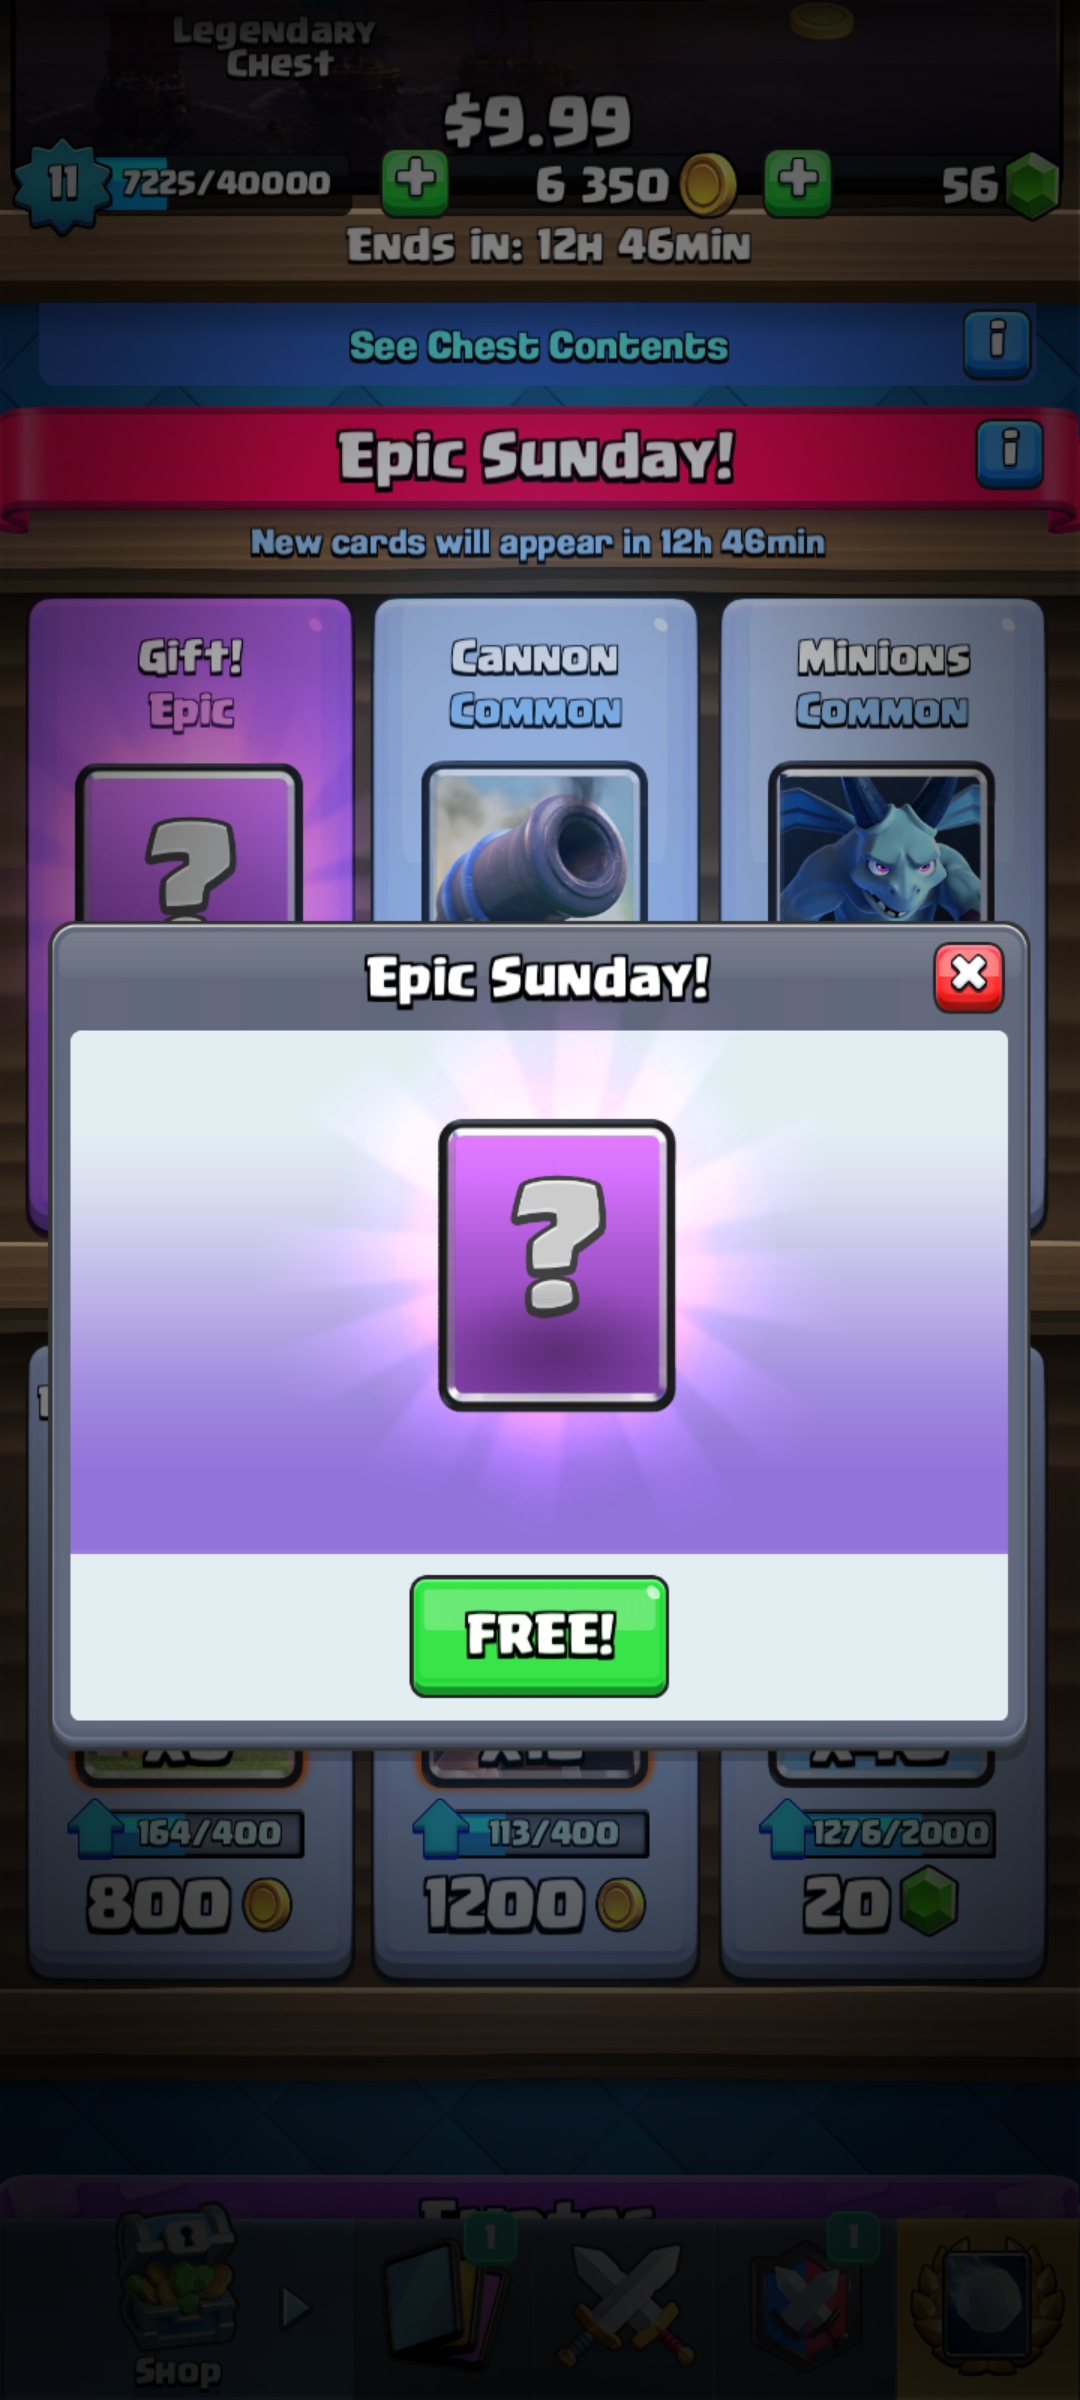 Legendary
Chest
$9.99
11
7225/40000
6 350
56
Ends in: 12h 46min
See Chest Contents
i
Epic Sunday!
i
New cards will appear in 12h 46min
Gift!
Epic
Cannon
Common
Minions
Common
?
Epic Sunday!
?
FREE!
164/400
113/400
1276/2000
800
1200
20
1
1
Shop